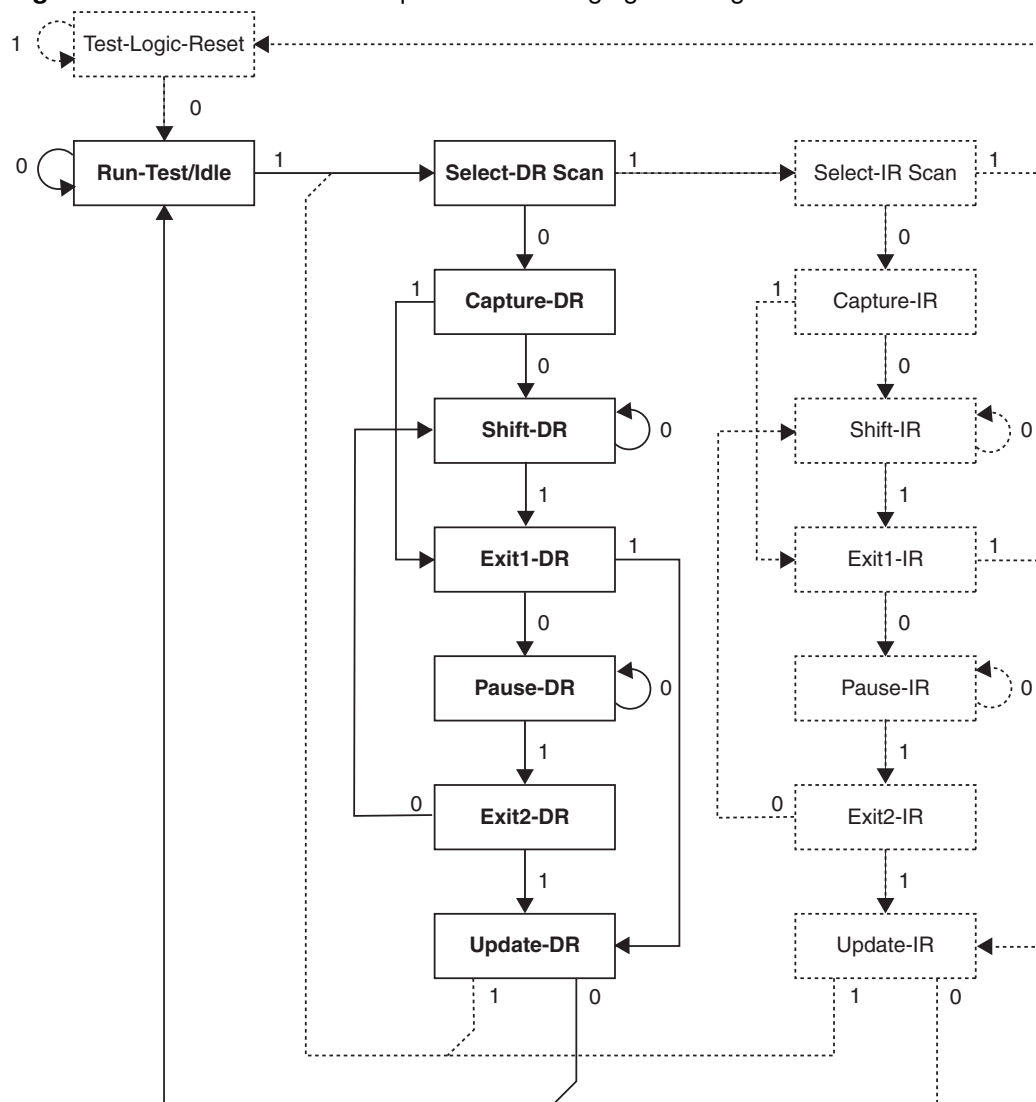 1 Test-Logic-Reset
0
0 Run-Test/Idle 1 Select-DR Scan 1 Select-IR Scan 1
0 0
1 Capture-DR 1 Capture-IR
0 0
Shift-DR 0 Shift-IR 0
1 1
Exit1-DR 1 Exit1-IR 1
0 0
Pause-DR 0 Pause-IR 0
1 1
0 Exit2-DR 0 Exit2-IR
1 1
Update-DR Update-IR
1 0 1 0